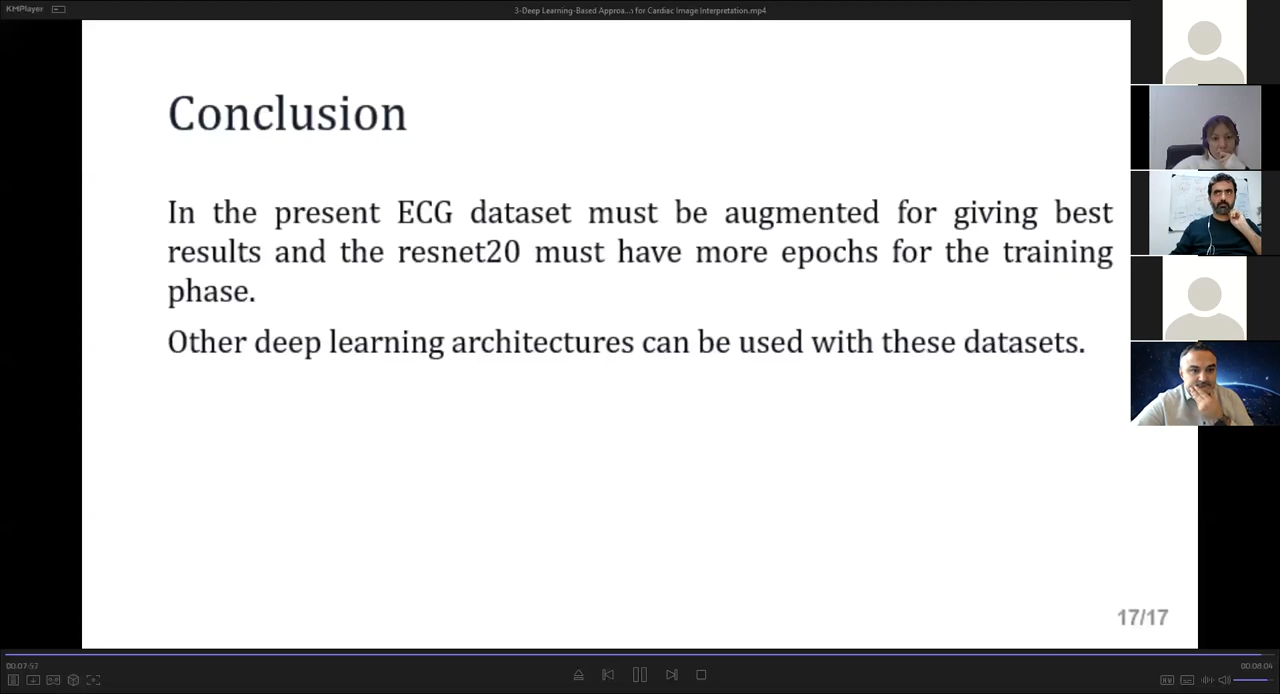 KMPlayer
3-Deep Learning-Based Approa...n for Cardiac Image Interpretation.mp4
Conclusion
In the present ECG dataset must be augmented for giving best
results and the resnet20 must have more epochs for the training
phase.
Other deep learning architectures can be used with these datasets.
17/17
00:07:57
00:08:04